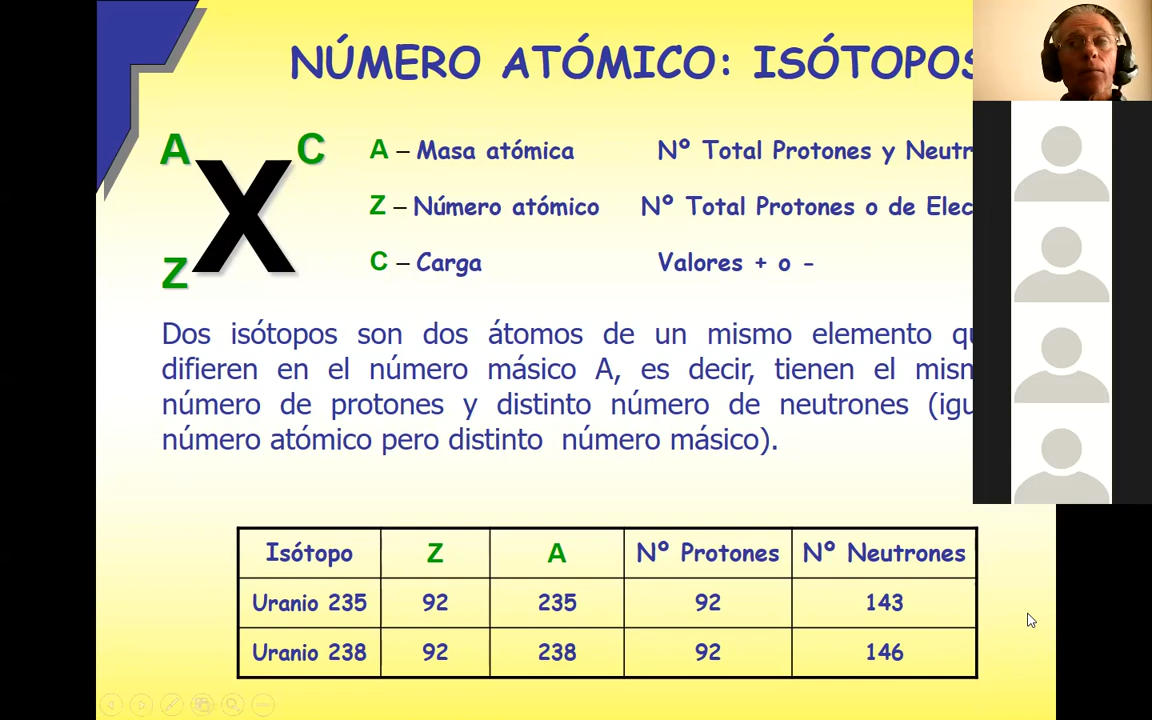 NÚMERO ATÓMICO: ISÓTOPOS
A C
X
Z
A – Masa atómica Nº Total Protones y Neutr
Z – Número atómico Nº Total Protones o de Elec
C – Carga Valores + o -
Dos isótopos son dos átomos de un mismo elemento qu
difieren en el número másico A, es decir, tienen el mism
número de protones y distinto número de neutrones (igu
número atómico pero distinto número másico).
Isótopo Z A Nº Protones Nº Neutrones
Uranio 235 92 235 92 143
Uranio 238 92 238 92 146